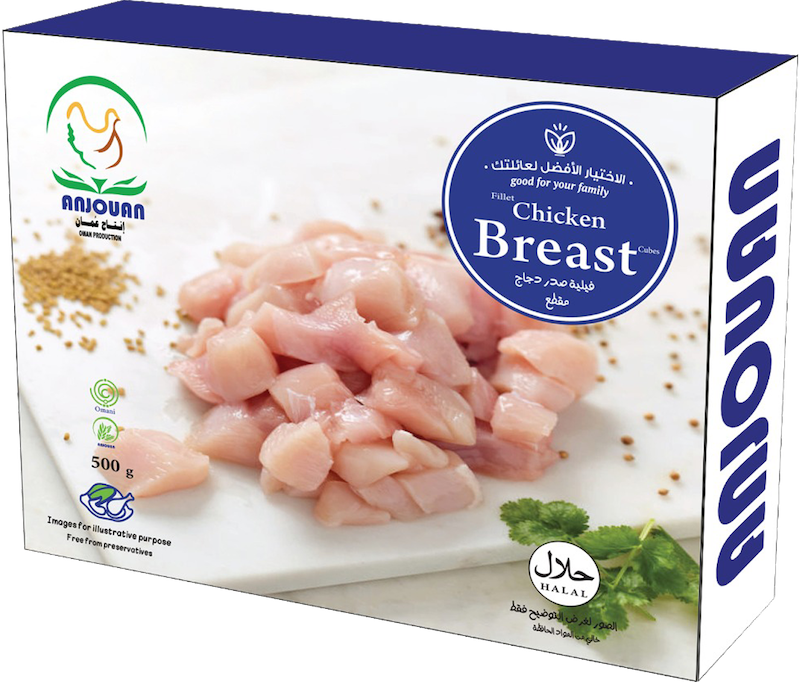 ANJOUAN
إنتاج عُمان
OMAN PRODUCTION
الاختيار الأفضل لعائلتك
good for your family
Fillet
Chicken
Breast
Cubes
فيلية صدر دجاج
مقطع
Omani
500 g
Images for illustrative purpose
Free from preservatives
حلال
HALAL
الصور لغرض التوضيح فقط
خالي من المواد الحافظة
ANJOUAN